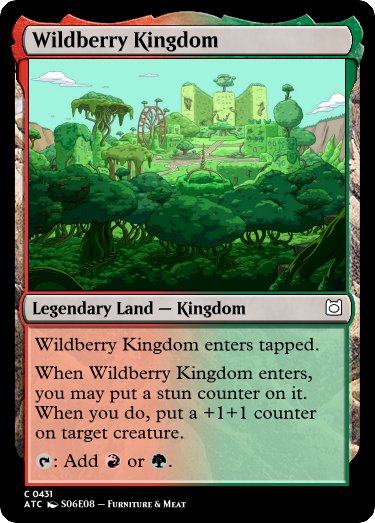 Wildberry Kingdom
Legendary Land — Kingdom
Wildberry Kingdom enters tapped.
When Wildberry Kingdom enters,
you may put a stun counter on it.
When you do, put a +1+1 counter
on target creature.
: Add or .
C 0431
ATC S06E08 — Furniture & Meat